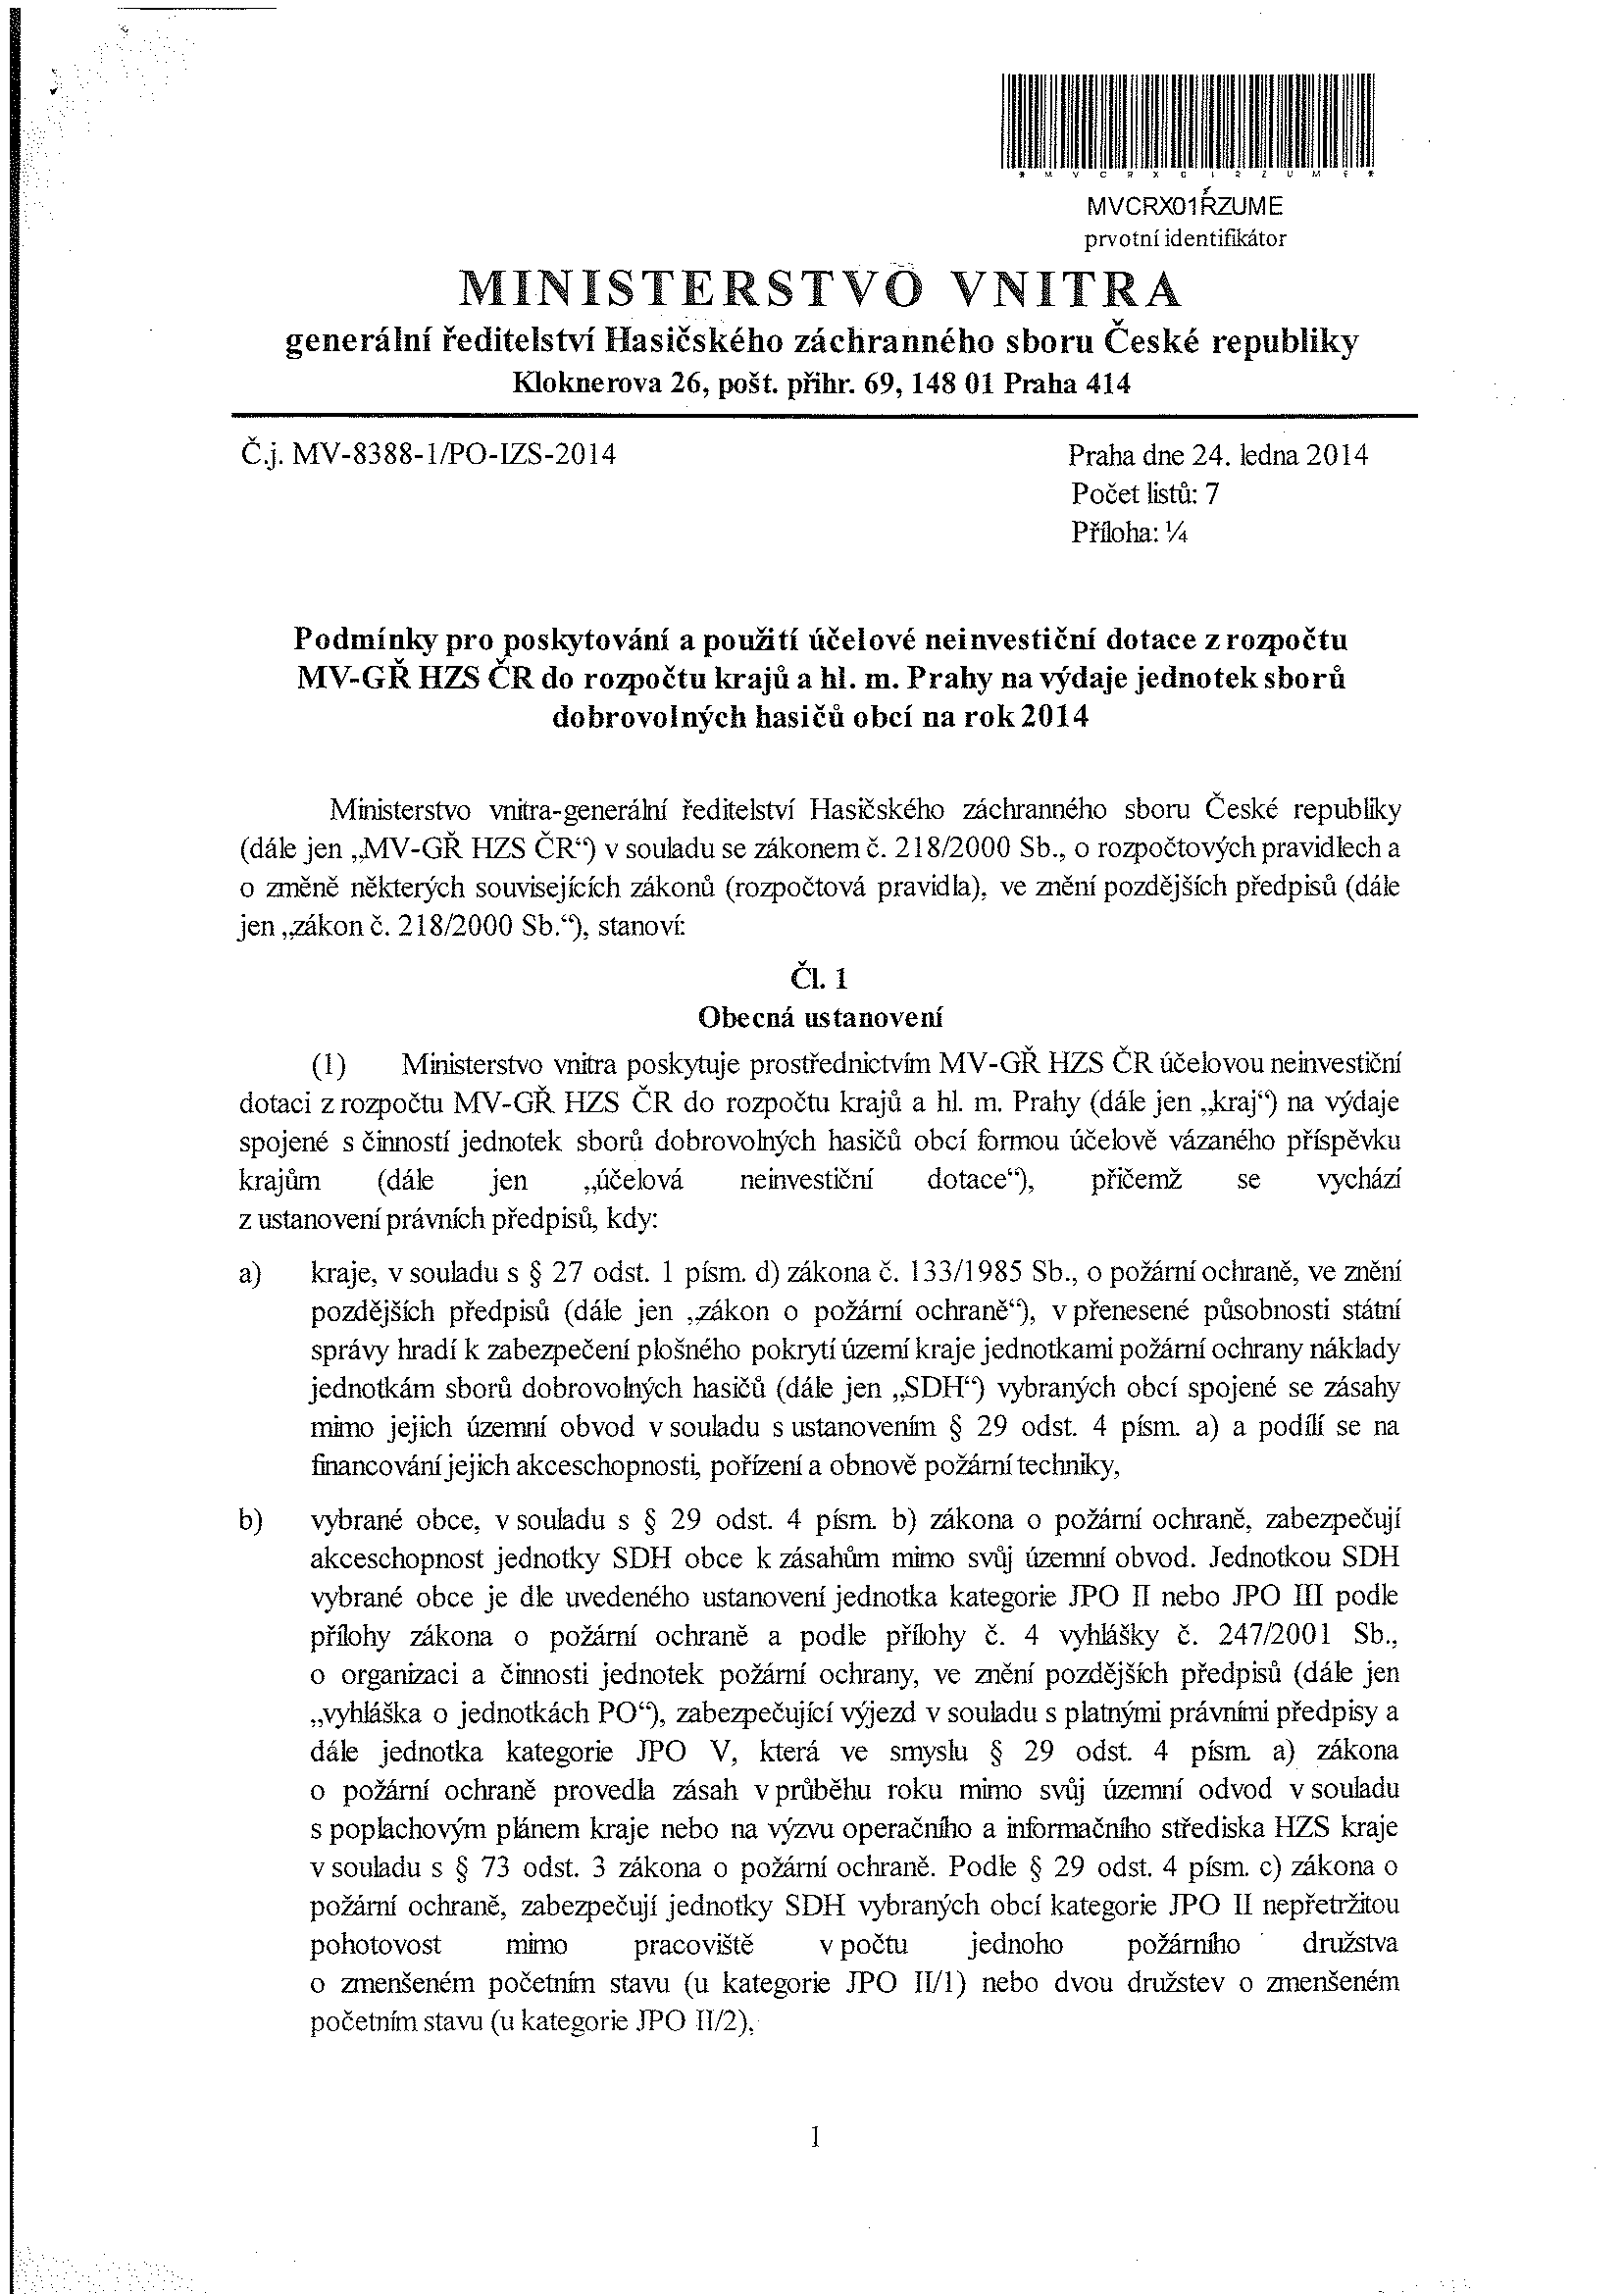 MVCRX01RZUME
prvotní identifikátor
MINISTERSTVO VNITRA
generální ředitelství Hasičského záchranného sboru České republiky
Kloknerova 26, pošt. přihr. 69, 148 01 Praha 414
Č.j. MV-8388-1/PO-IZS-2014
Praha dne 24. ledna 2014
Počet listů: 7
Příloha: ¼
Podmínky pro poskytování a použití účelové neinvestiční dotace z rozpočtu
MV-GŘ HZS ČR do rozpočtu krajů a hl. m. Prahy na výdaje jednotek sborů
dobrovolných hasičů obcí na rok 2014
Ministerstvo vnitra-generální ředitelství Hasičského záchranného sboru České republiky
(dále jen „MV-GŘ HZS ČR“) v souladu se zákonem č. 218/2000 Sb., o rozpočtových pravidlech a
o změně některých souvisejících zákonů (rozpočtová pravidla), ve znění pozdějších předpisů (dále
jen „zákon č. 218/2000 Sb.“), stanoví:
Čl. 1
Obecná ustanovení
(1) Ministerstvo vnitra poskytuje prostřednictvím MV-GŘ HZS ČR účelovou neinvestiční
dotaci z rozpočtu MV-GŘ HZS ČR do rozpočtu krajů a hl. m. Prahy (dále jen „kraj“) na výdaje
spojené s činností jednotek sborů dobrovolných hasičů obcí formou účelově vázaného příspěvku
krajům (dále jen „účelová neinvestiční dotace“), přičemž se vychází
z ustanovení právních předpisů, kdy:
a) kraje, v souladu s § 27 odst. 1 písm. d) zákona č. 133/1985 Sb., o požární ochraně, ve znění
pozdějších předpisů (dále jen „zákon o požární ochraně“), v přenesené působnosti státní
správy hradí k zabezpečení plošného pokrytí území kraje jednotkami požární ochrany náklady
jednotkám sborů dobrovolných hasičů (dále jen „SDH“) vybraných obcí spojené se zásahy
mimo jejich územní obvod v souladu s ustanovením § 29 odst. 4 písm. a) a podílí se na
financování jejich akceschopnosti, pořízení a obnově požární techniky,
b) vybrané obce, v souladu s § 29 odst. 4 písm. b) zákona o požární ochraně, zabezpečují
akceschopnost jednotky SDH obce k zásahům mimo svůj územní obvod. Jednotkou SDH
vybrané obce je dle uvedeného ustanovení jednotka kategorie JPO II nebo JPO III podle
přílohy zákona o požární ochraně a podle přílohy č. 4 vyhlášky č. 247/2001 Sb.,
o organizaci a činnosti jednotek požární ochrany, ve znění pozdějších předpisů (dále jen
„vyhláška o jednotkách PO“), zabezpečující výjezd v souladu s platnými právními předpisy a
dále jednotka kategorie JPO V, která ve smyslu § 29 odst. 4 písm. a) zákona
o požární ochraně provedla zásah v průběhu roku mimo svůj územní odvod v souladu
s poplachovým plánem kraje nebo na výzvu operačního a informačního střediska HZS kraje
v souladu s § 73 odst. 3 zákona o požární ochraně. Podle § 29 odst. 4 písm. c) zákona o
požární ochraně, zabezpečují jednotky SDH vybraných obcí kategorie JPO II nepřetržitou
pohotovost mimo pracoviště v počtu jednoho požárního družstva
o zmenšeném početním stavu (u kategorie JPO II/1) nebo dvou družstev o zmenšeném
početním stavu (u kategorie JPO II/2),
1